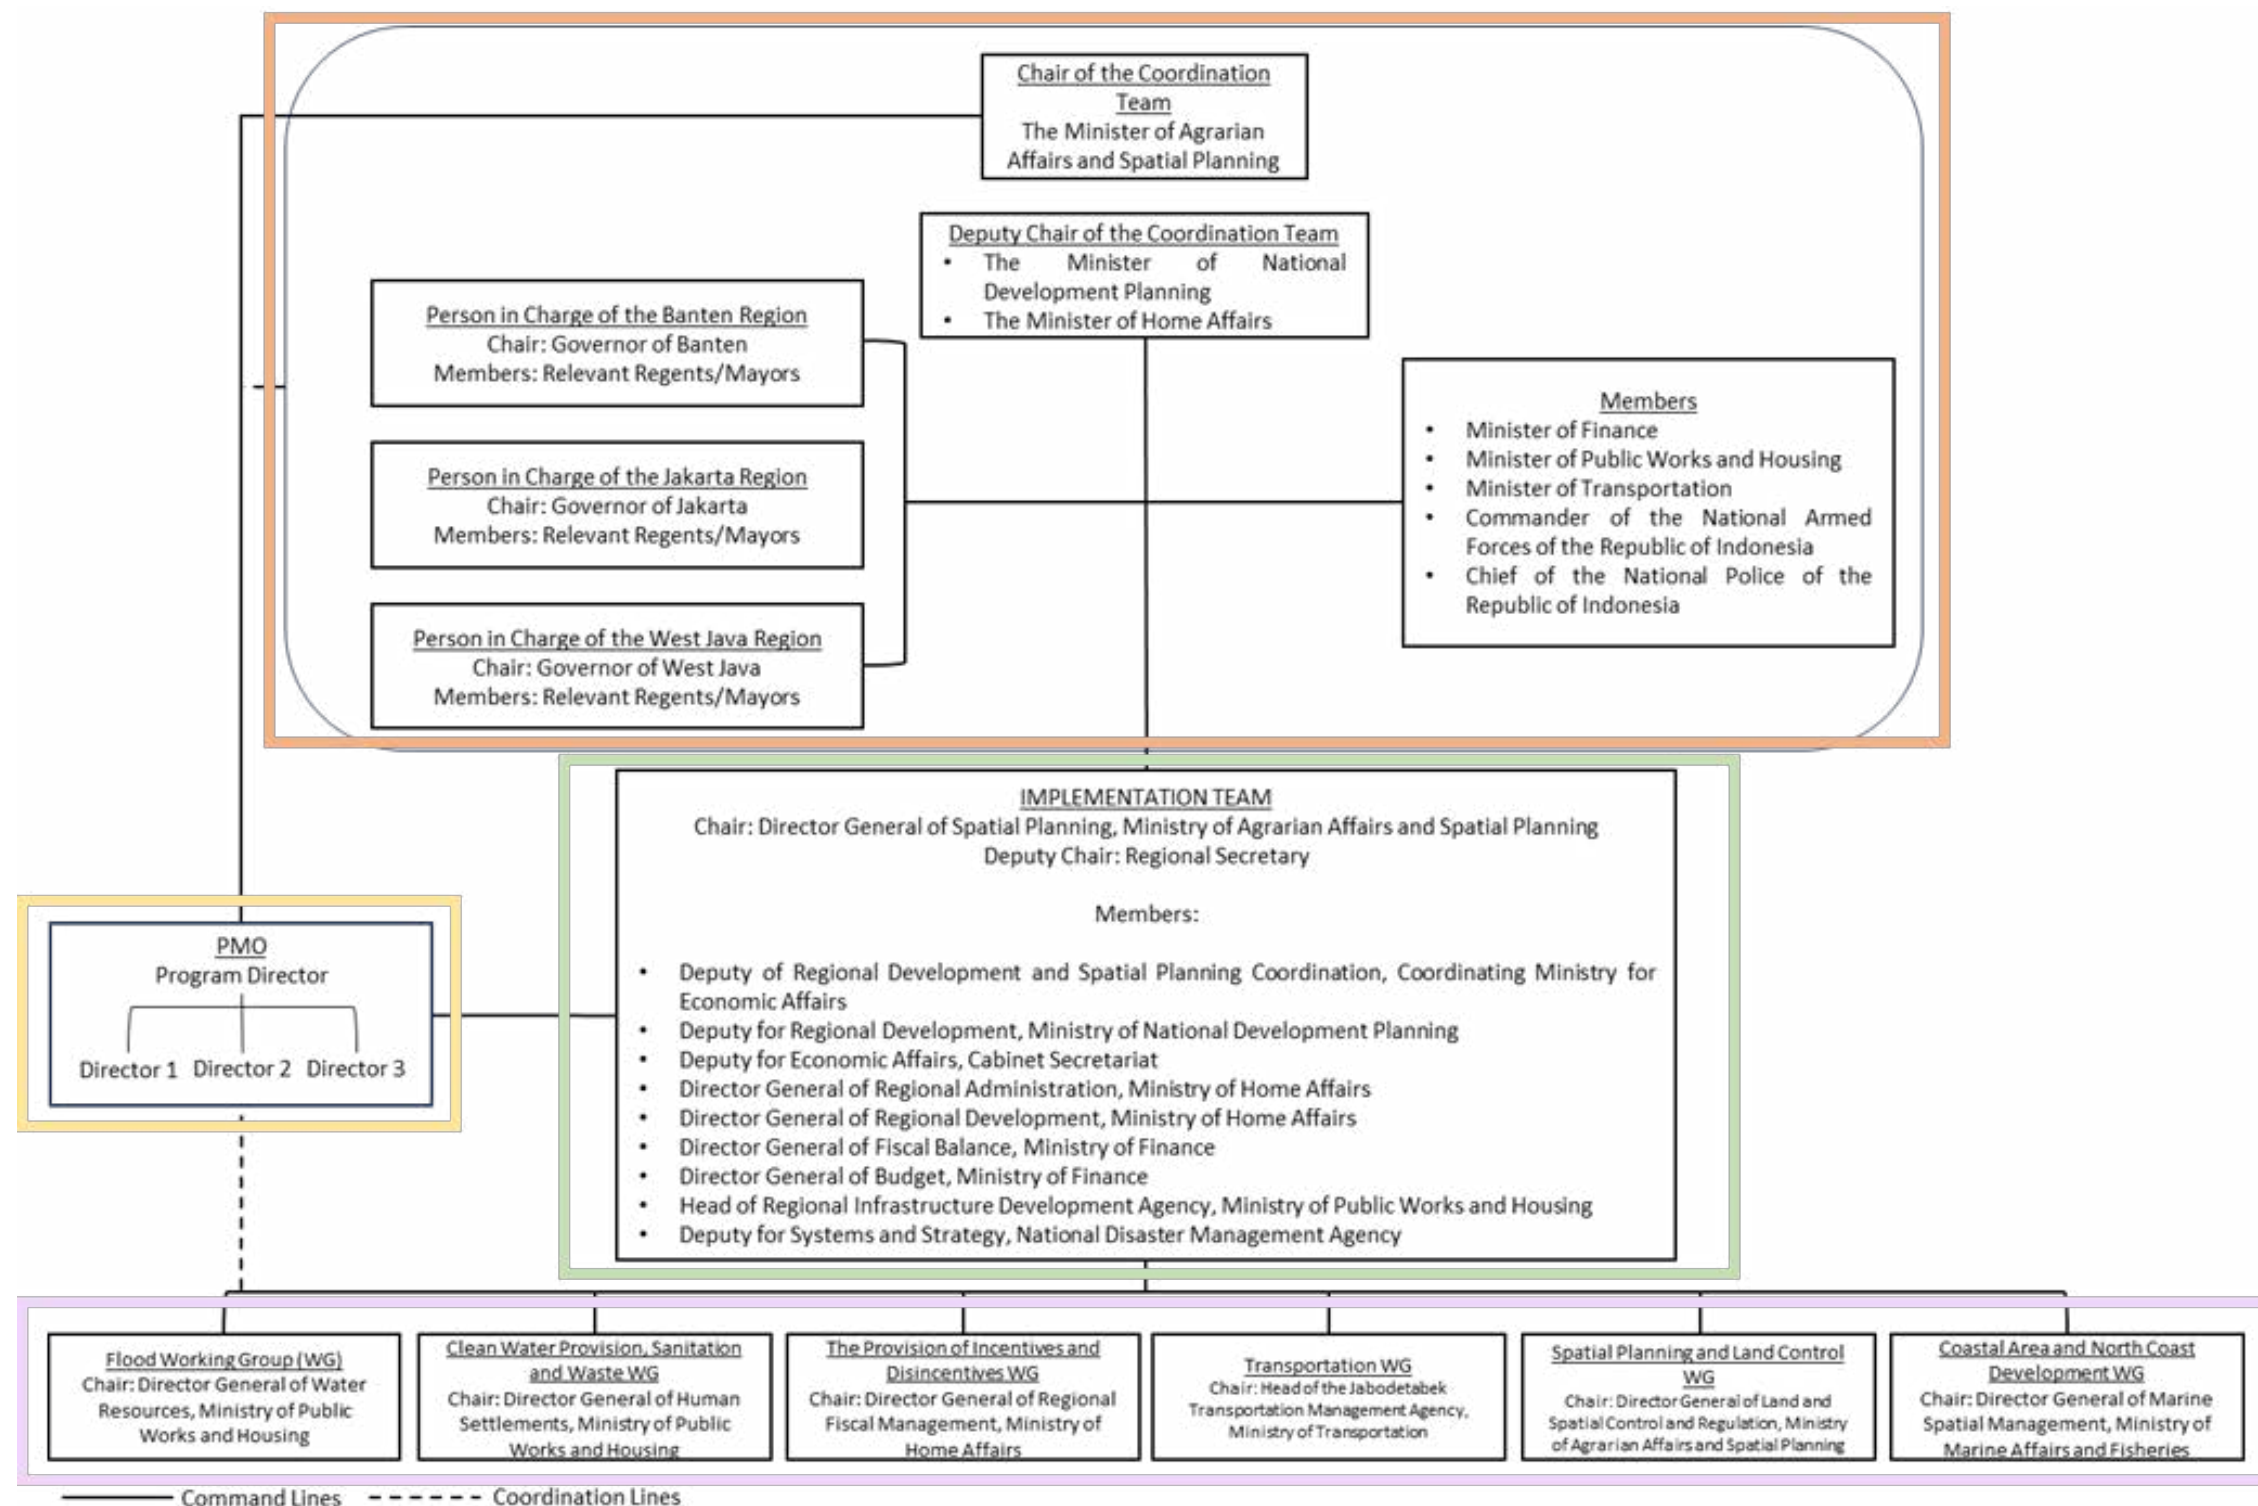 Chair of the Coordination
Team
The Minister of Agrarian
Affairs and Spatial Planning
Deputy Chair of the Coordination Team
• The Minister of National
Development Planning
• The Minister of Home Affairs
Person in Charge of the Banten Region
Chair: Governor of Banten
Members: Relevant Regents/Mayors
Person in Charge of the Jakarta Region
Chair: Governor of Jakarta
Members: Relevant Regents/Mayors
Person in Charge of the West Java Region
Chair: Governor of West Java
Members: Relevant Regents/Mayors
Members
• Minister of Finance
• Minister of Public Works and Housing
• Minister of Transportation
• Commander of the National Armed
Forces of the Republic of Indonesia
• Chief of the National Police of the
Republic of Indonesia
IMPLEMENTATION TEAM
Chair: Director General of Spatial Planning, Ministry of Agrarian Affairs and Spatial Planning
Deputy Chair: Regional Secretary
Members:
• Deputy of Regional Development and Spatial Planning Coordination, Coordinating Ministry for
Economic Affairs
• Deputy for Regional Development, Ministry of National Development Planning
• Deputy for Economic Affairs, Cabinet Secretariat
• Director General of Regional Administration, Ministry of Home Affairs
• Director General of Regional Development, Ministry of Home Affairs
• Director General of Fiscal Balance, Ministry of Finance
• Director General of Budget, Ministry of Finance
• Head of Regional Infrastructure Development Agency, Ministry of Public Works and Housing
• Deputy for Systems and Strategy, National Disaster Management Agency
PMO
Program Director
Director 1 Director 2 Director 3
Flood Working Group (WG)
Chair: Director General of Water
Resources, Ministry of Public
Works and Housing
Clean Water Provision, Sanitation
and Waste WG
Chair: Director General of Human
Settlements, Ministry of Public
Works and Housing
The Provision of Incentives and
Disincentives WG
Chair: Director General of Regional
Fiscal Management, Ministry of
Home Affairs
Transportation WG
Chair: Head of the Jabodetabek
Transportation Management Agency,
Ministry of Transportation
Spatial Planning and Land Control
WG
Chair: Director General of Land and
Spatial Control and Regulation, Ministry
of Agrarian Affairs and Spatial Planning
Coastal Area and North Coast
Development WG
Chair: Director General of Marine
Spatial Management, Ministry of
Marine Affairs and Fisheries
Command Lines Coordination Lines